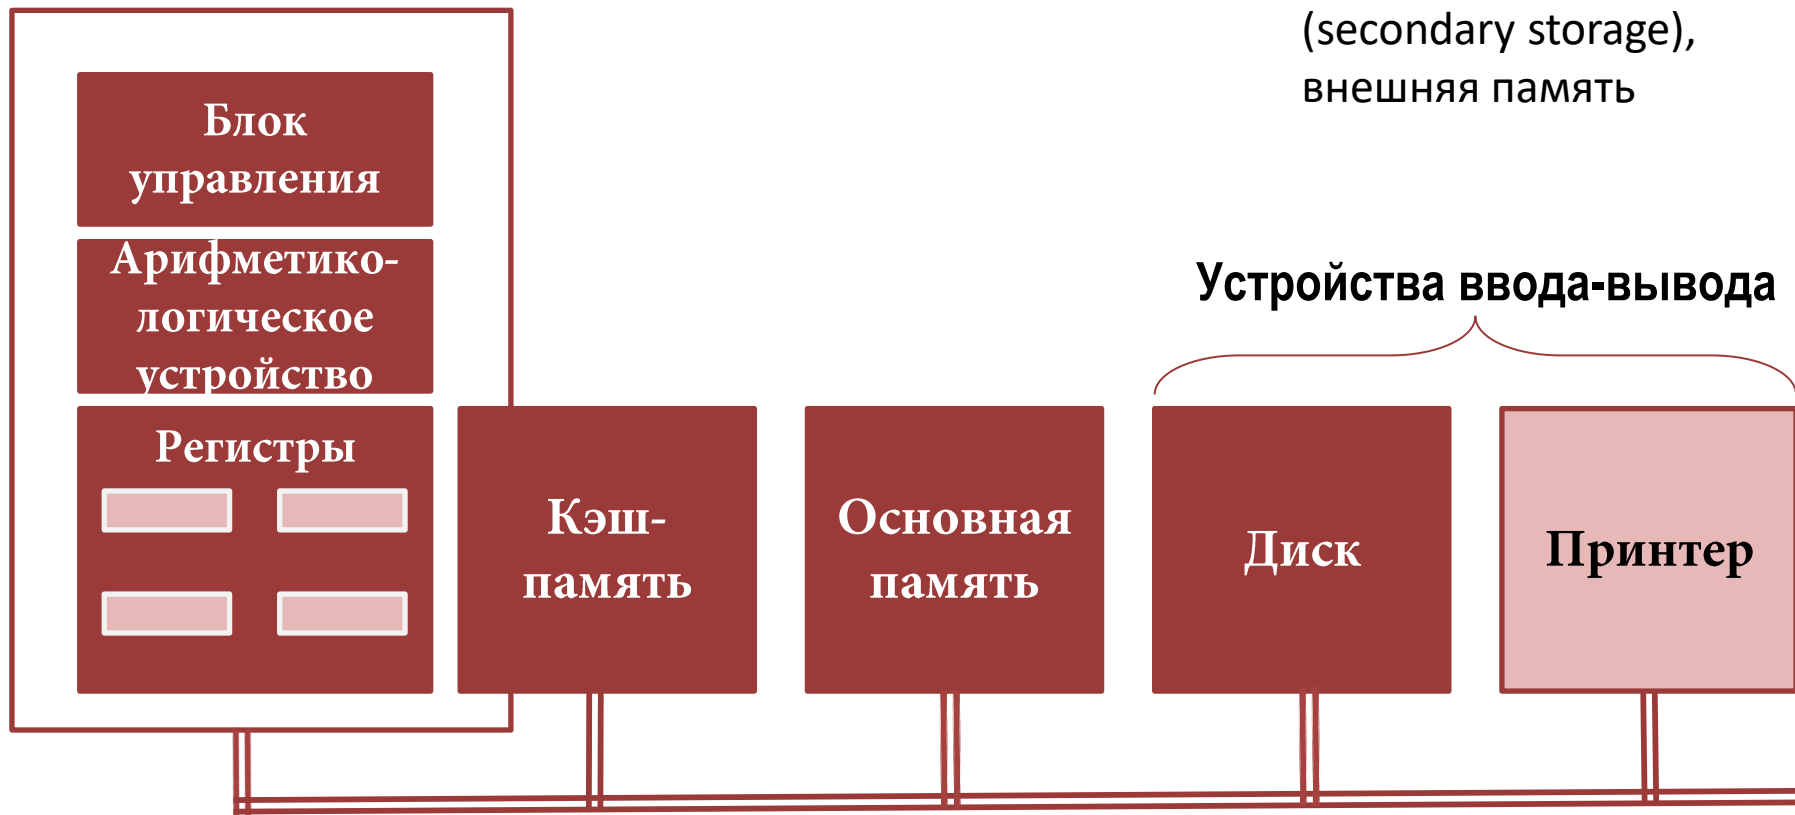 (secondary storage),
внешняя память
Блок
управления
Арифметико-
логическое
устройство
Устройства ввода-вывода
Регистры
Кэш-
память
Основная
память
Диск
Принтер